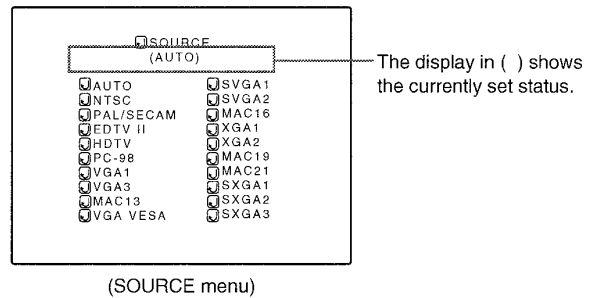 SOURCE
(AUTO)
AUTO
NTSC
PAL/SECAM
EDTV II
HDTV
PC-98
VGA1
VGA3
MAC13
VGA VESA
SVGA1
SVGA2
MAC16
XGA1
XGA2
MAC19
MAC21
SXGA1
SXGA2
SXGA3
The display in ( ) shows
the currently set status.
(SOURCE menu)